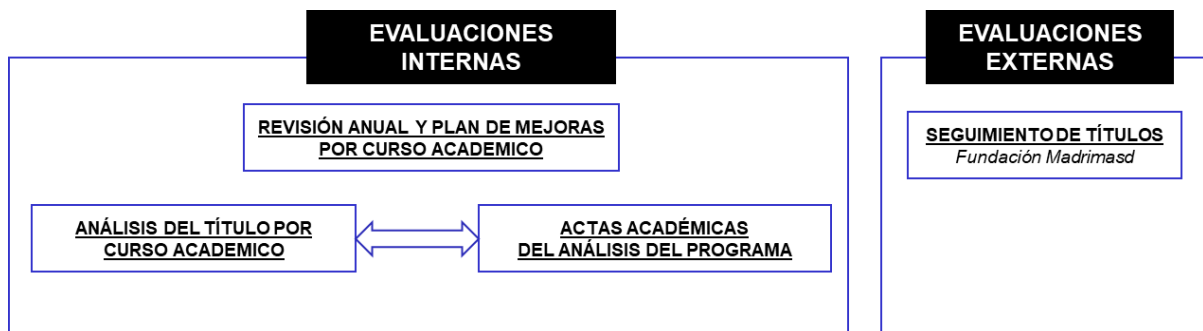 EVALUACIONES
INTERNAS
REVISIÓN ANUAL Y PLAN DE MEJORAS
POR CURSO ACADEMICO
ANÁLISIS DEL TÍTULO POR
CURSO ACADEMICO
ACTAS ACADÉMICAS
DEL ANÁLISIS DEL PROGRAMA
EVALUACIONES
EXTERNAS
SEGUIMIENTO DE TÍTULOS
Fundación Madrimasd